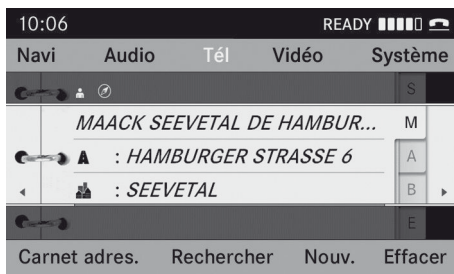 10:06 READY
Navi Audio Tél Vidéo Système
S
MAACK SEEVETAL DE HAMBUR... M
A : HAMBURGER STRASSE 6 A
: SEEVETAL B
E
Carnet adres. Rechercher Nouv. Effacer